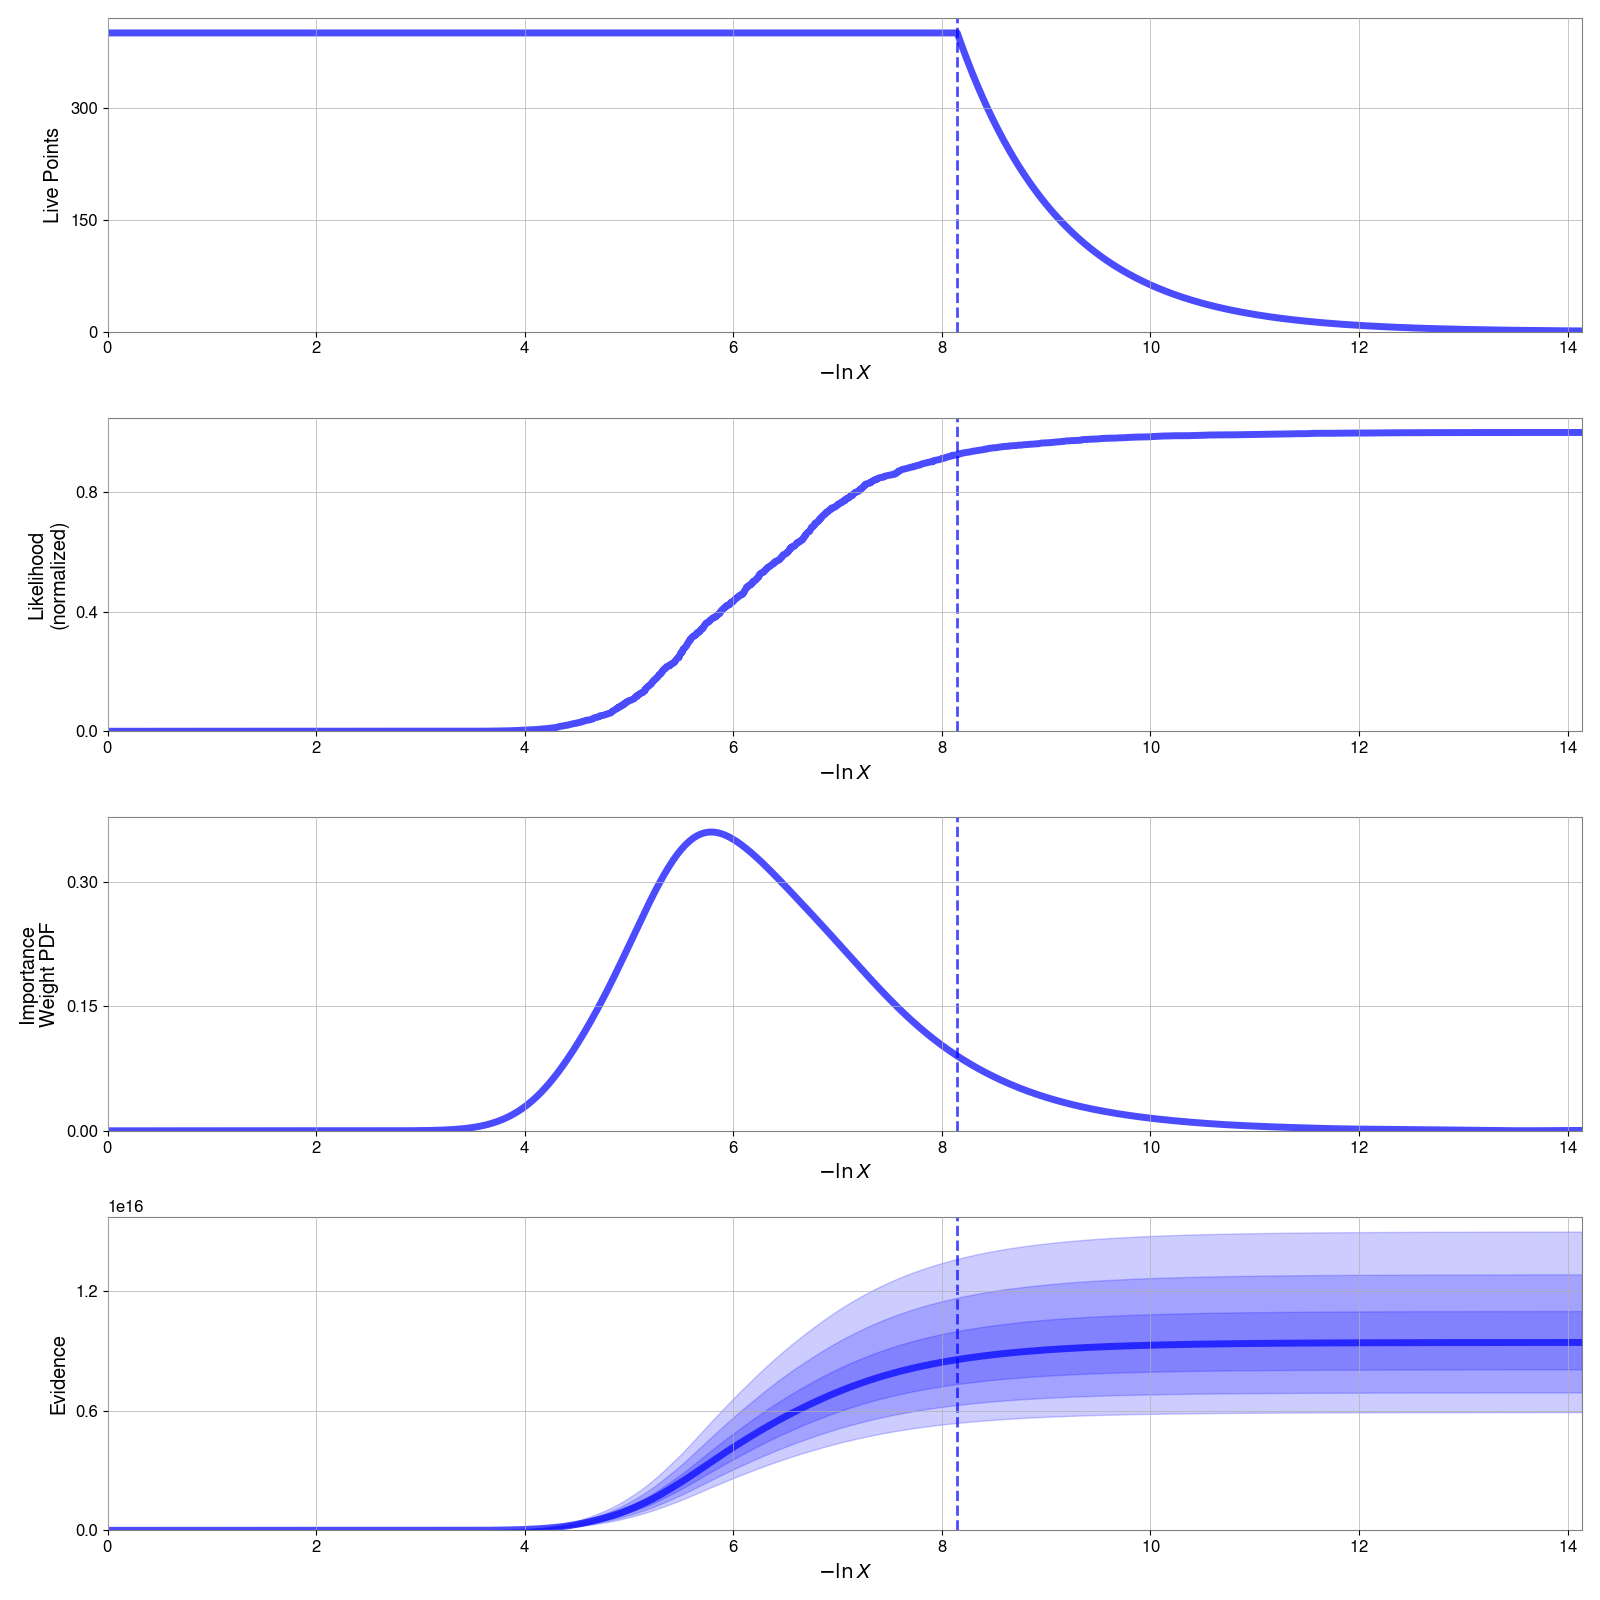 300
150
0
Live Points
0 2 4 6 8 10 12 14
−ln X
0.8
0.4
0.0
Likelihood
(normalized)
0 2 4 6 8 10 12 14
−ln X
0.30
0.15
0.00
Importance
Weight PDF
0 2 4 6 8 10 12 14
−ln X
1e16
1.2
0.6
0.0
Evidence
0 2 4 6 8 10 12 14
−ln X